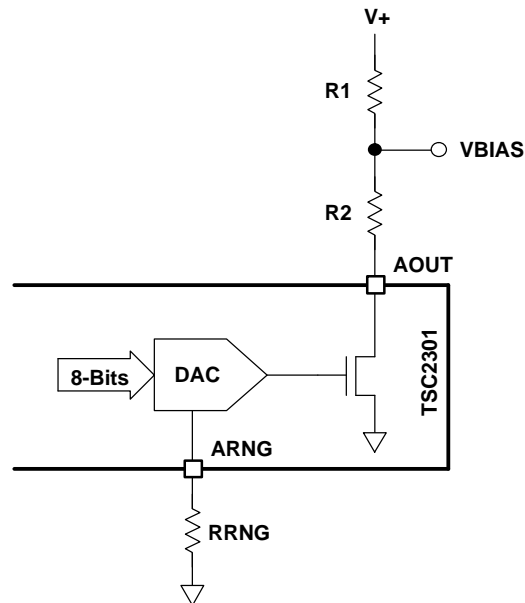 V+
R1
VBIAS
R2
AOUT
TSC2301
8-Bits
DAC
ARNG
RRNG